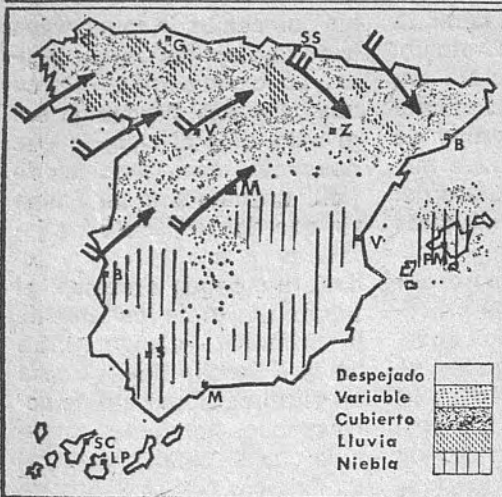 G
SS
V
Z
B
M
V
PM
B
S
M
SC
LP
Despejado
Variable
Cubierto
Lluvia
Niebla